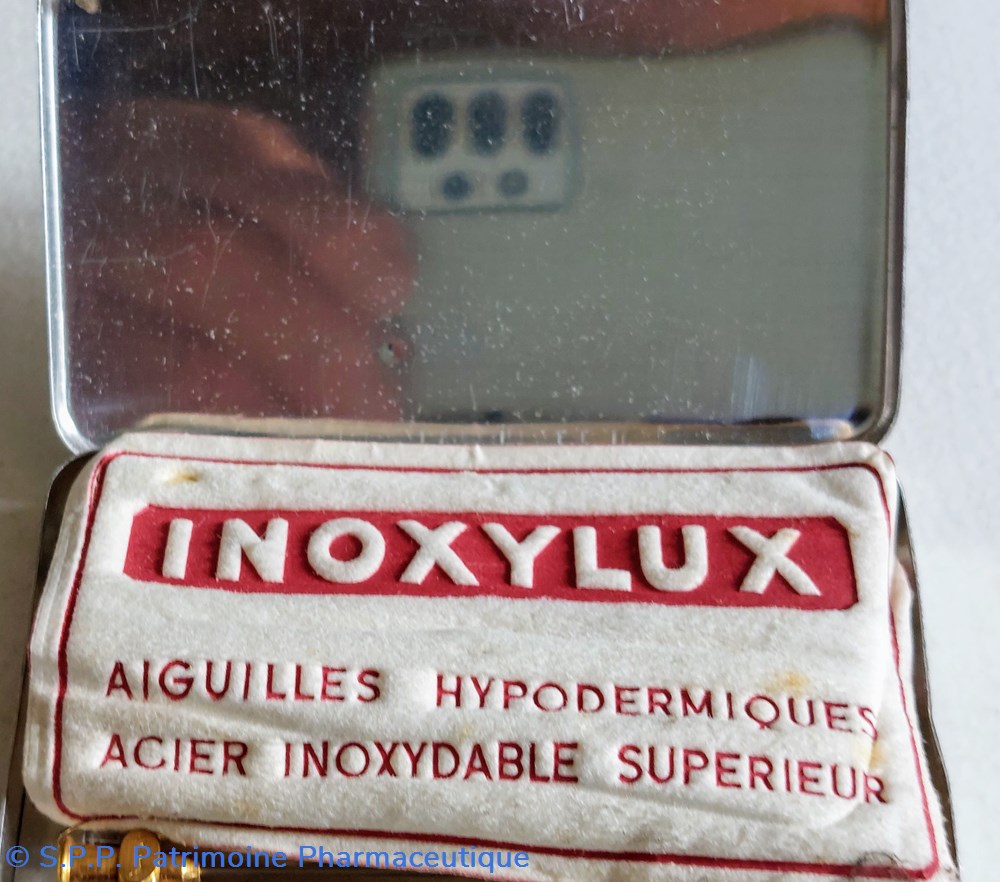 INOXYLUX
AIGUILLES HYPODERMIQUES
ACIER INOXYDABLE SUPERIEUR
© S.P.P. Patrimoine Pharmaceutique